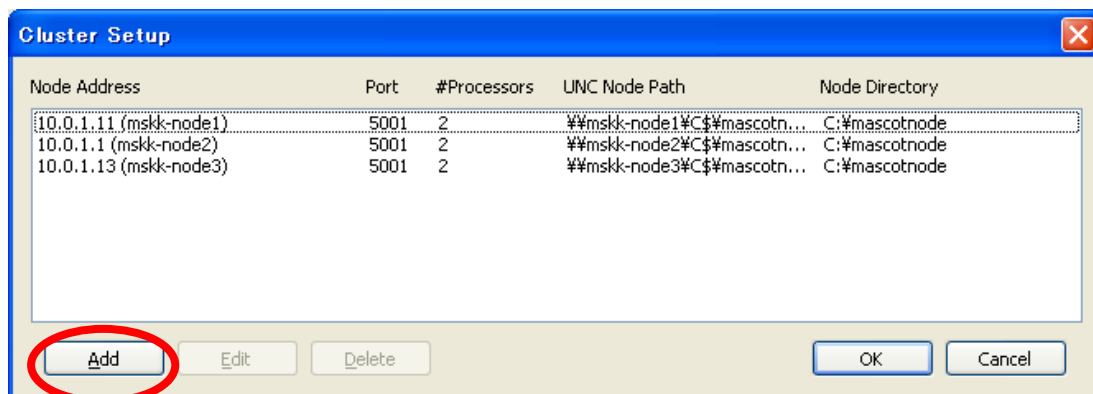 Cluster Setup
Node Address Port #Processors UNC Node Path Node Directory
10.0.1.11 (mskk-node1) 5001 2 ¥¥mskk-node1¥C$¥mascotn... C:¥mascotnode
10.0.1.1 (mskk-node2) 5001 2 ¥¥mskk-node2¥C$¥mascotn... C:¥mascotnode
10.0.1.13 (mskk-node3) 5001 2 ¥¥mskk-node3¥C$¥mascotn... C:¥mascotnode
Add Edit Delete OK Cancel